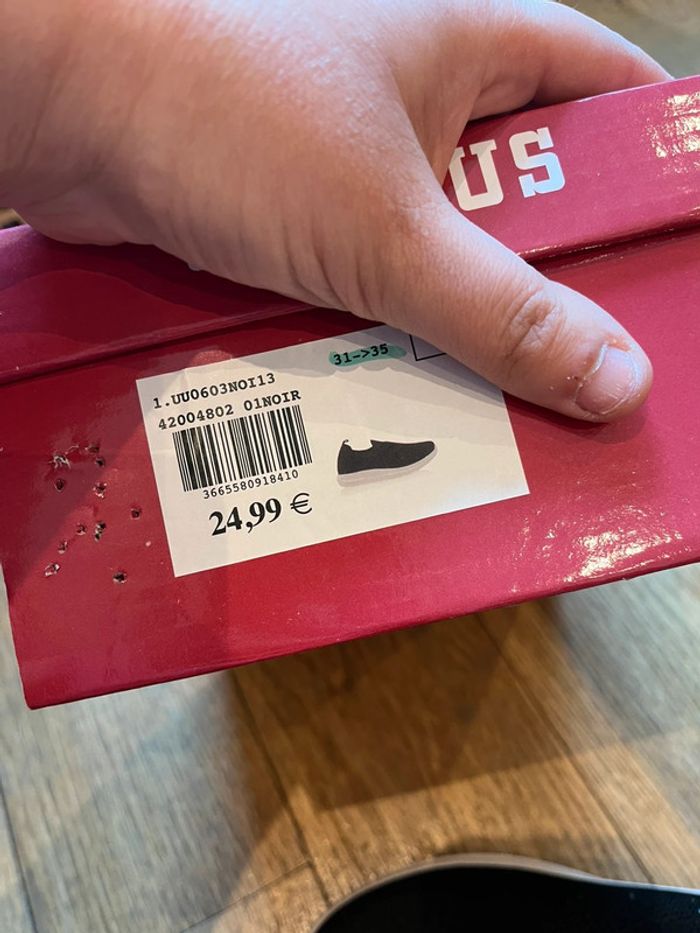 US
31->35
1.UU0603NOI13
42004802 01NOIR
3665580918410
24,99 €